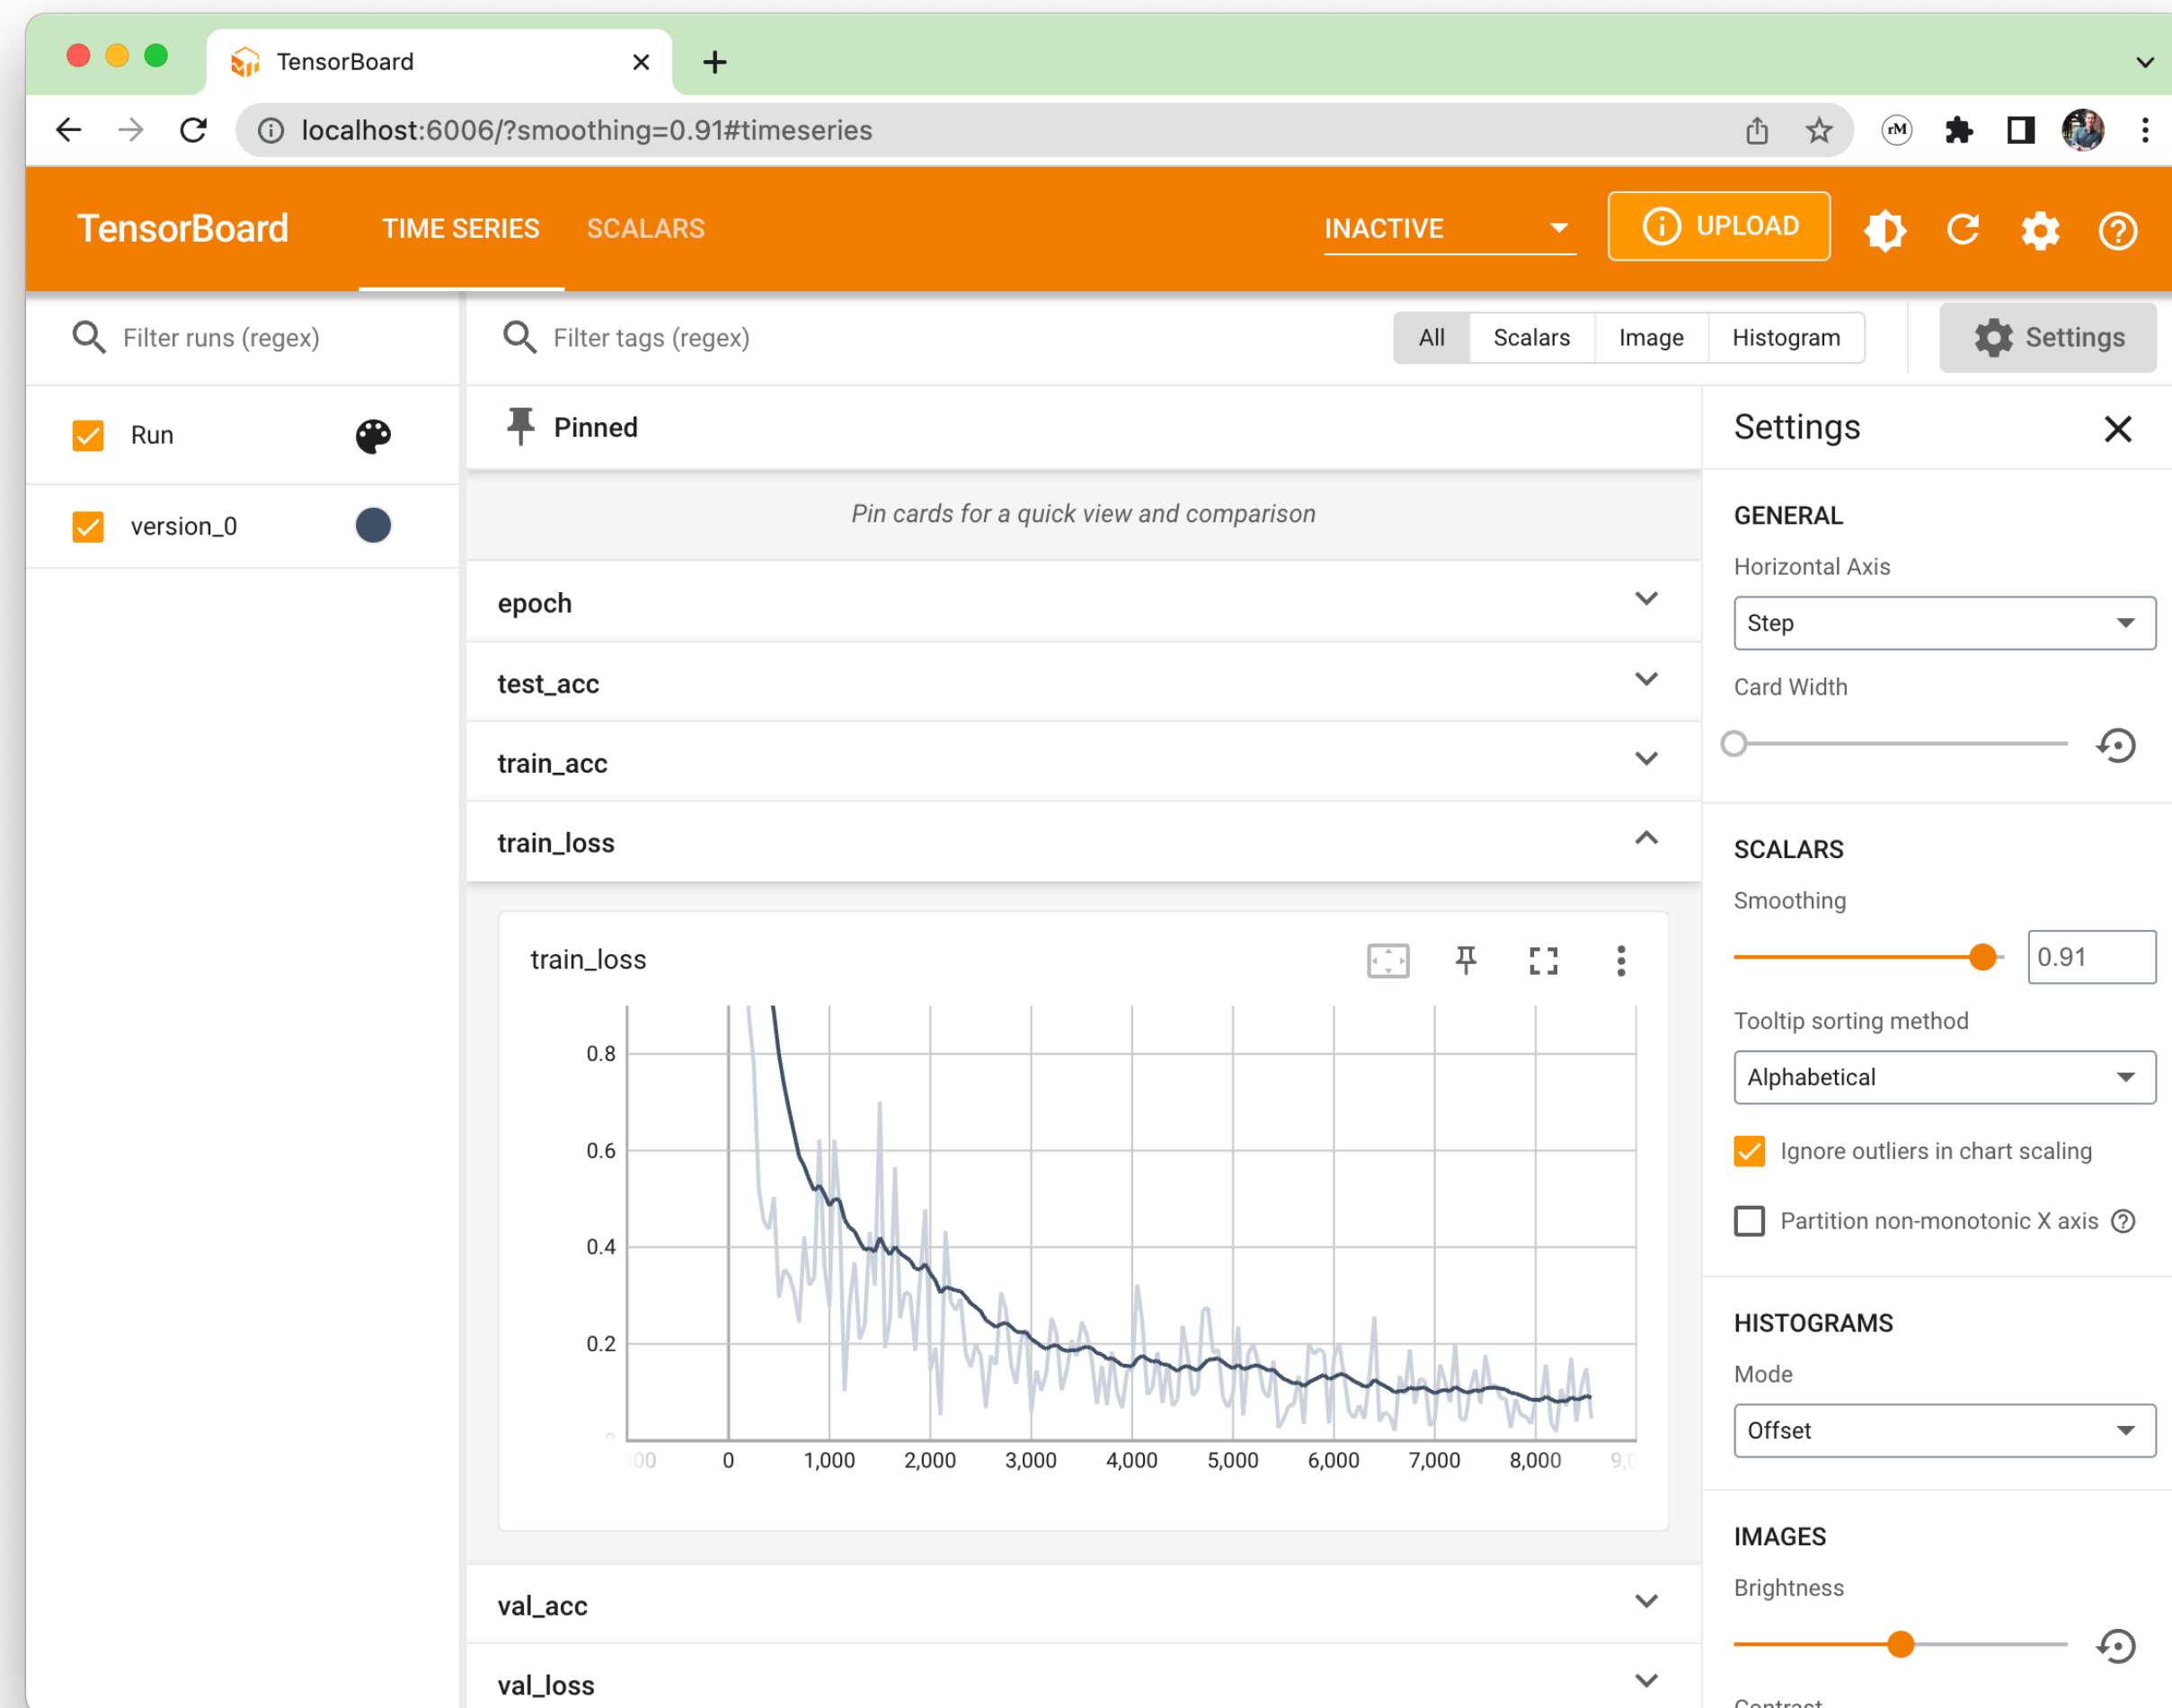 TensorBoard
localhost:6006/?smoothing=0.91#timeseries
rM
TensorBoard
TIME SERIES
SCALARS
INACTIVE
UPLOAD
Filter runs (regex)
Filter tags (regex)
All
Scalars
Image
Histogram
Settings
Run
version_0
Pinned
Pin cards for a quick view and comparison
epoch
test_acc
train_acc
train_loss
train_loss
0.8
0.6
0.4
0.2
0
0
1,000
2,000
3,000
4,000
5,000
6,000
7,000
8,000
val_acc
val_loss
Settings
GENERAL
Horizontal Axis
Step
Card Width
SCALARS
Smoothing
0.91
Tooltip sorting method
Alphabetical
Ignore outliers in chart scaling
Partition non-monotonic X axis
HISTOGRAMS
Mode
Offset
IMAGES
Brightness
Contrast